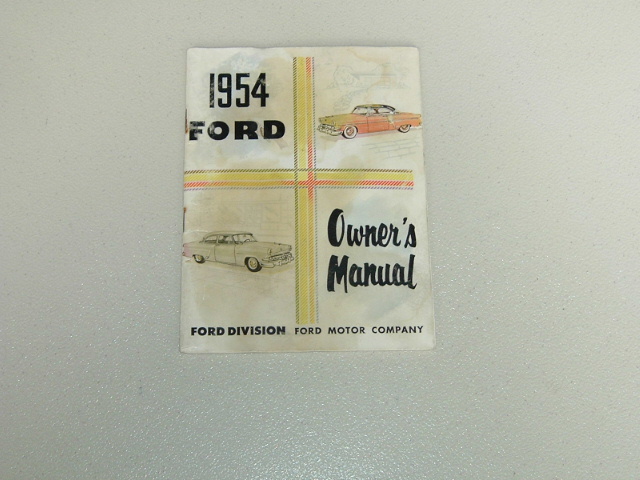 1954
FORD
Owner's
Manual
FORD DIVISION FORD MOTOR COMPANY